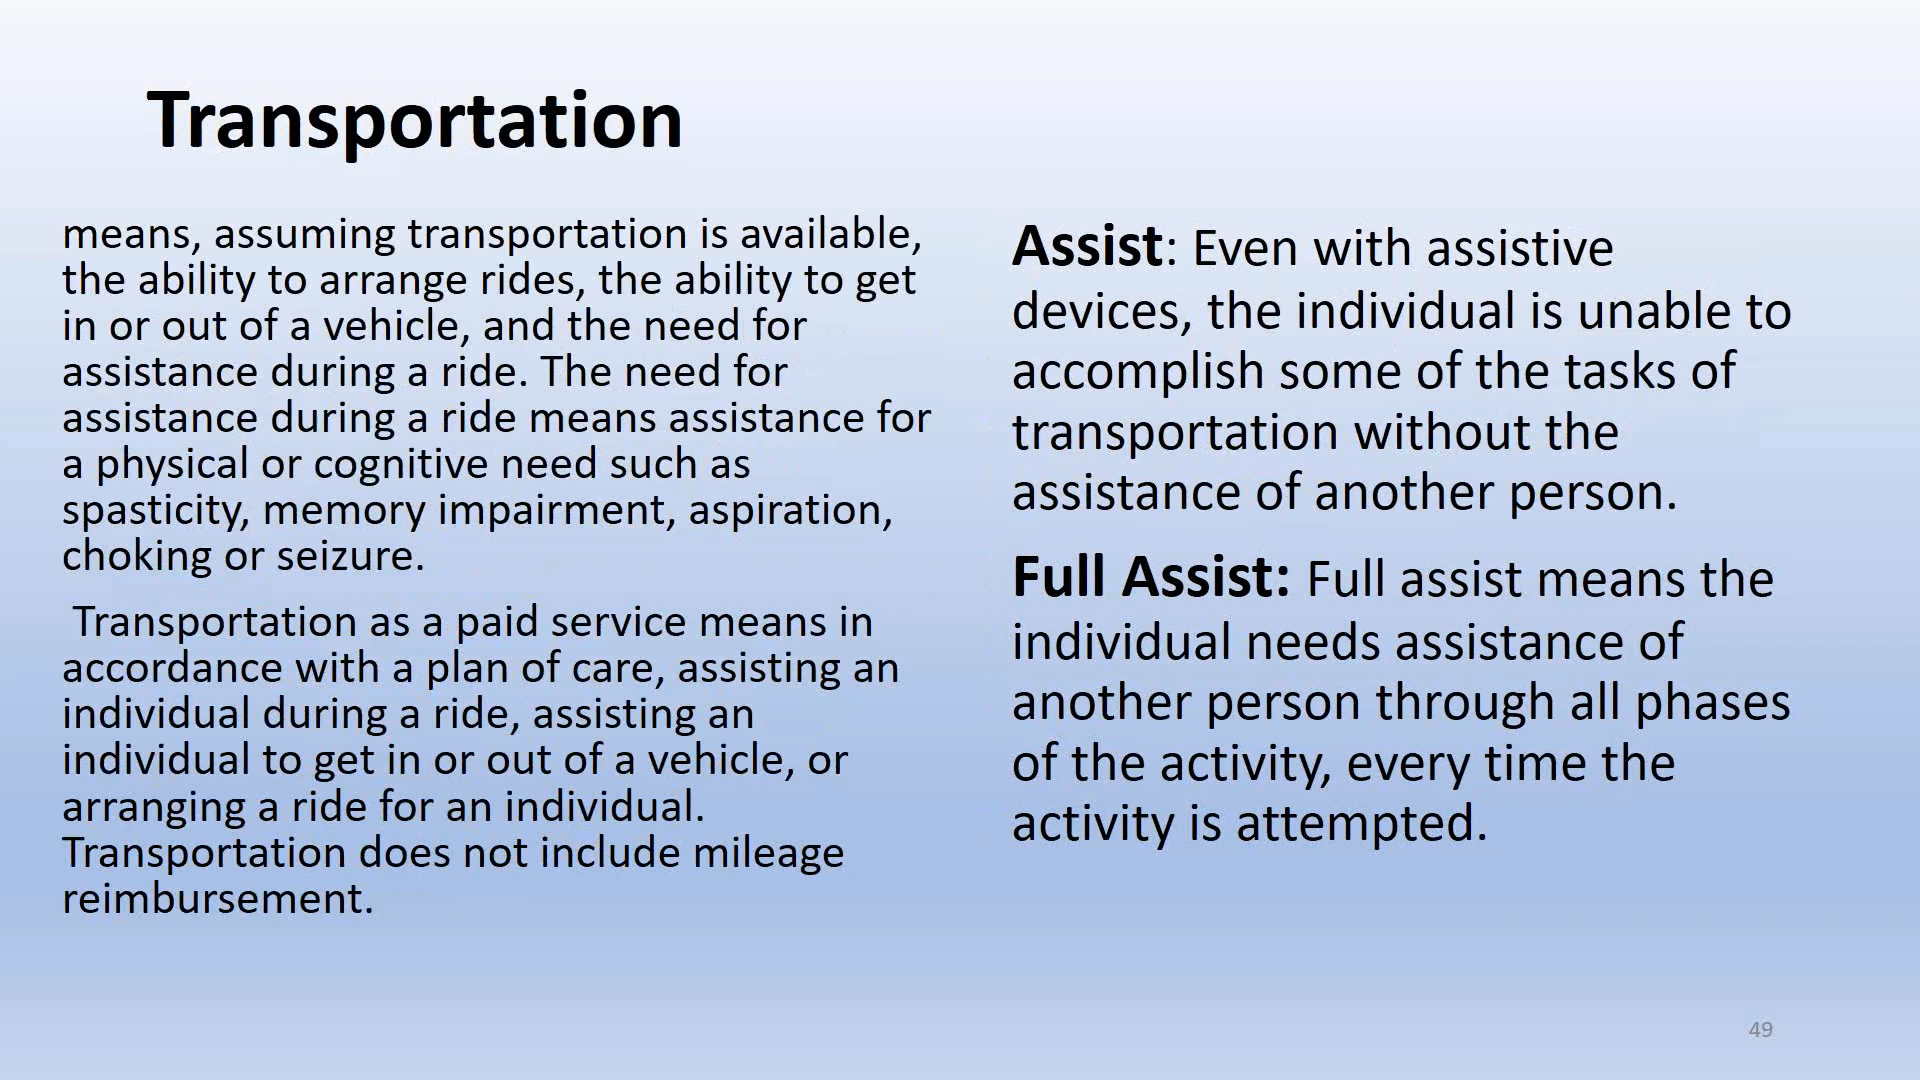 Transportation
means, assuming transportation is available,
the ability to arrange rides, the ability to get
in or out of a vehicle, and the need for
assistance during a ride. The need for
assistance during a ride means assistance for
a physical or cognitive need such as
spasticity, memory impairment, aspiration,
choking or seizure.
Transportation as a paid service means in
accordance with a plan of care, assisting an
individual during a ride, assisting an
individual to get in or out of a vehicle, or
arranging a ride for an individual.
Transportation does not include mileage
reimbursement.
Assist: Even with assistive
devices, the individual is unable to
accomplish some of the tasks of
transportation without the
assistance of another person.
Full Assist: Full assist means the
individual needs assistance of
another person through all phases
of the activity, every time the
activity is attempted.
49